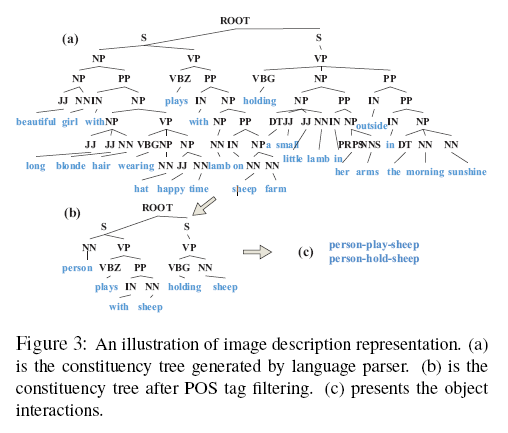 ROOT
(a) S S
NP VP VP
NP PP VBZ PP VBG NP PP
JJ NN IN NP plays IN NP holding NP PP IN PP
beautiful girl with NP VP with NP PP DT JJ JJ NN IN NP outside IN NP
a small
JJ JJ NN VBG NP NP NN IN NP little lamb in PRPS NNS in DT NN NN
long blonde hair wearing NN JJ NN lamb on NN NN her arms the morning sunshine
hat happy time sheep farm
(b) ROOT
S S
NN VP VP
person VBZ PP VBG NN
plays IN NN holding sheep
with sheep
(c) person-play-sheep
person-hold-sheep
Figure 3: An illustration of image description representation. (a)
is the constituency tree generated by language parser. (b) is the
constituency tree after POS tag filtering. (c) presents the object
interactions.